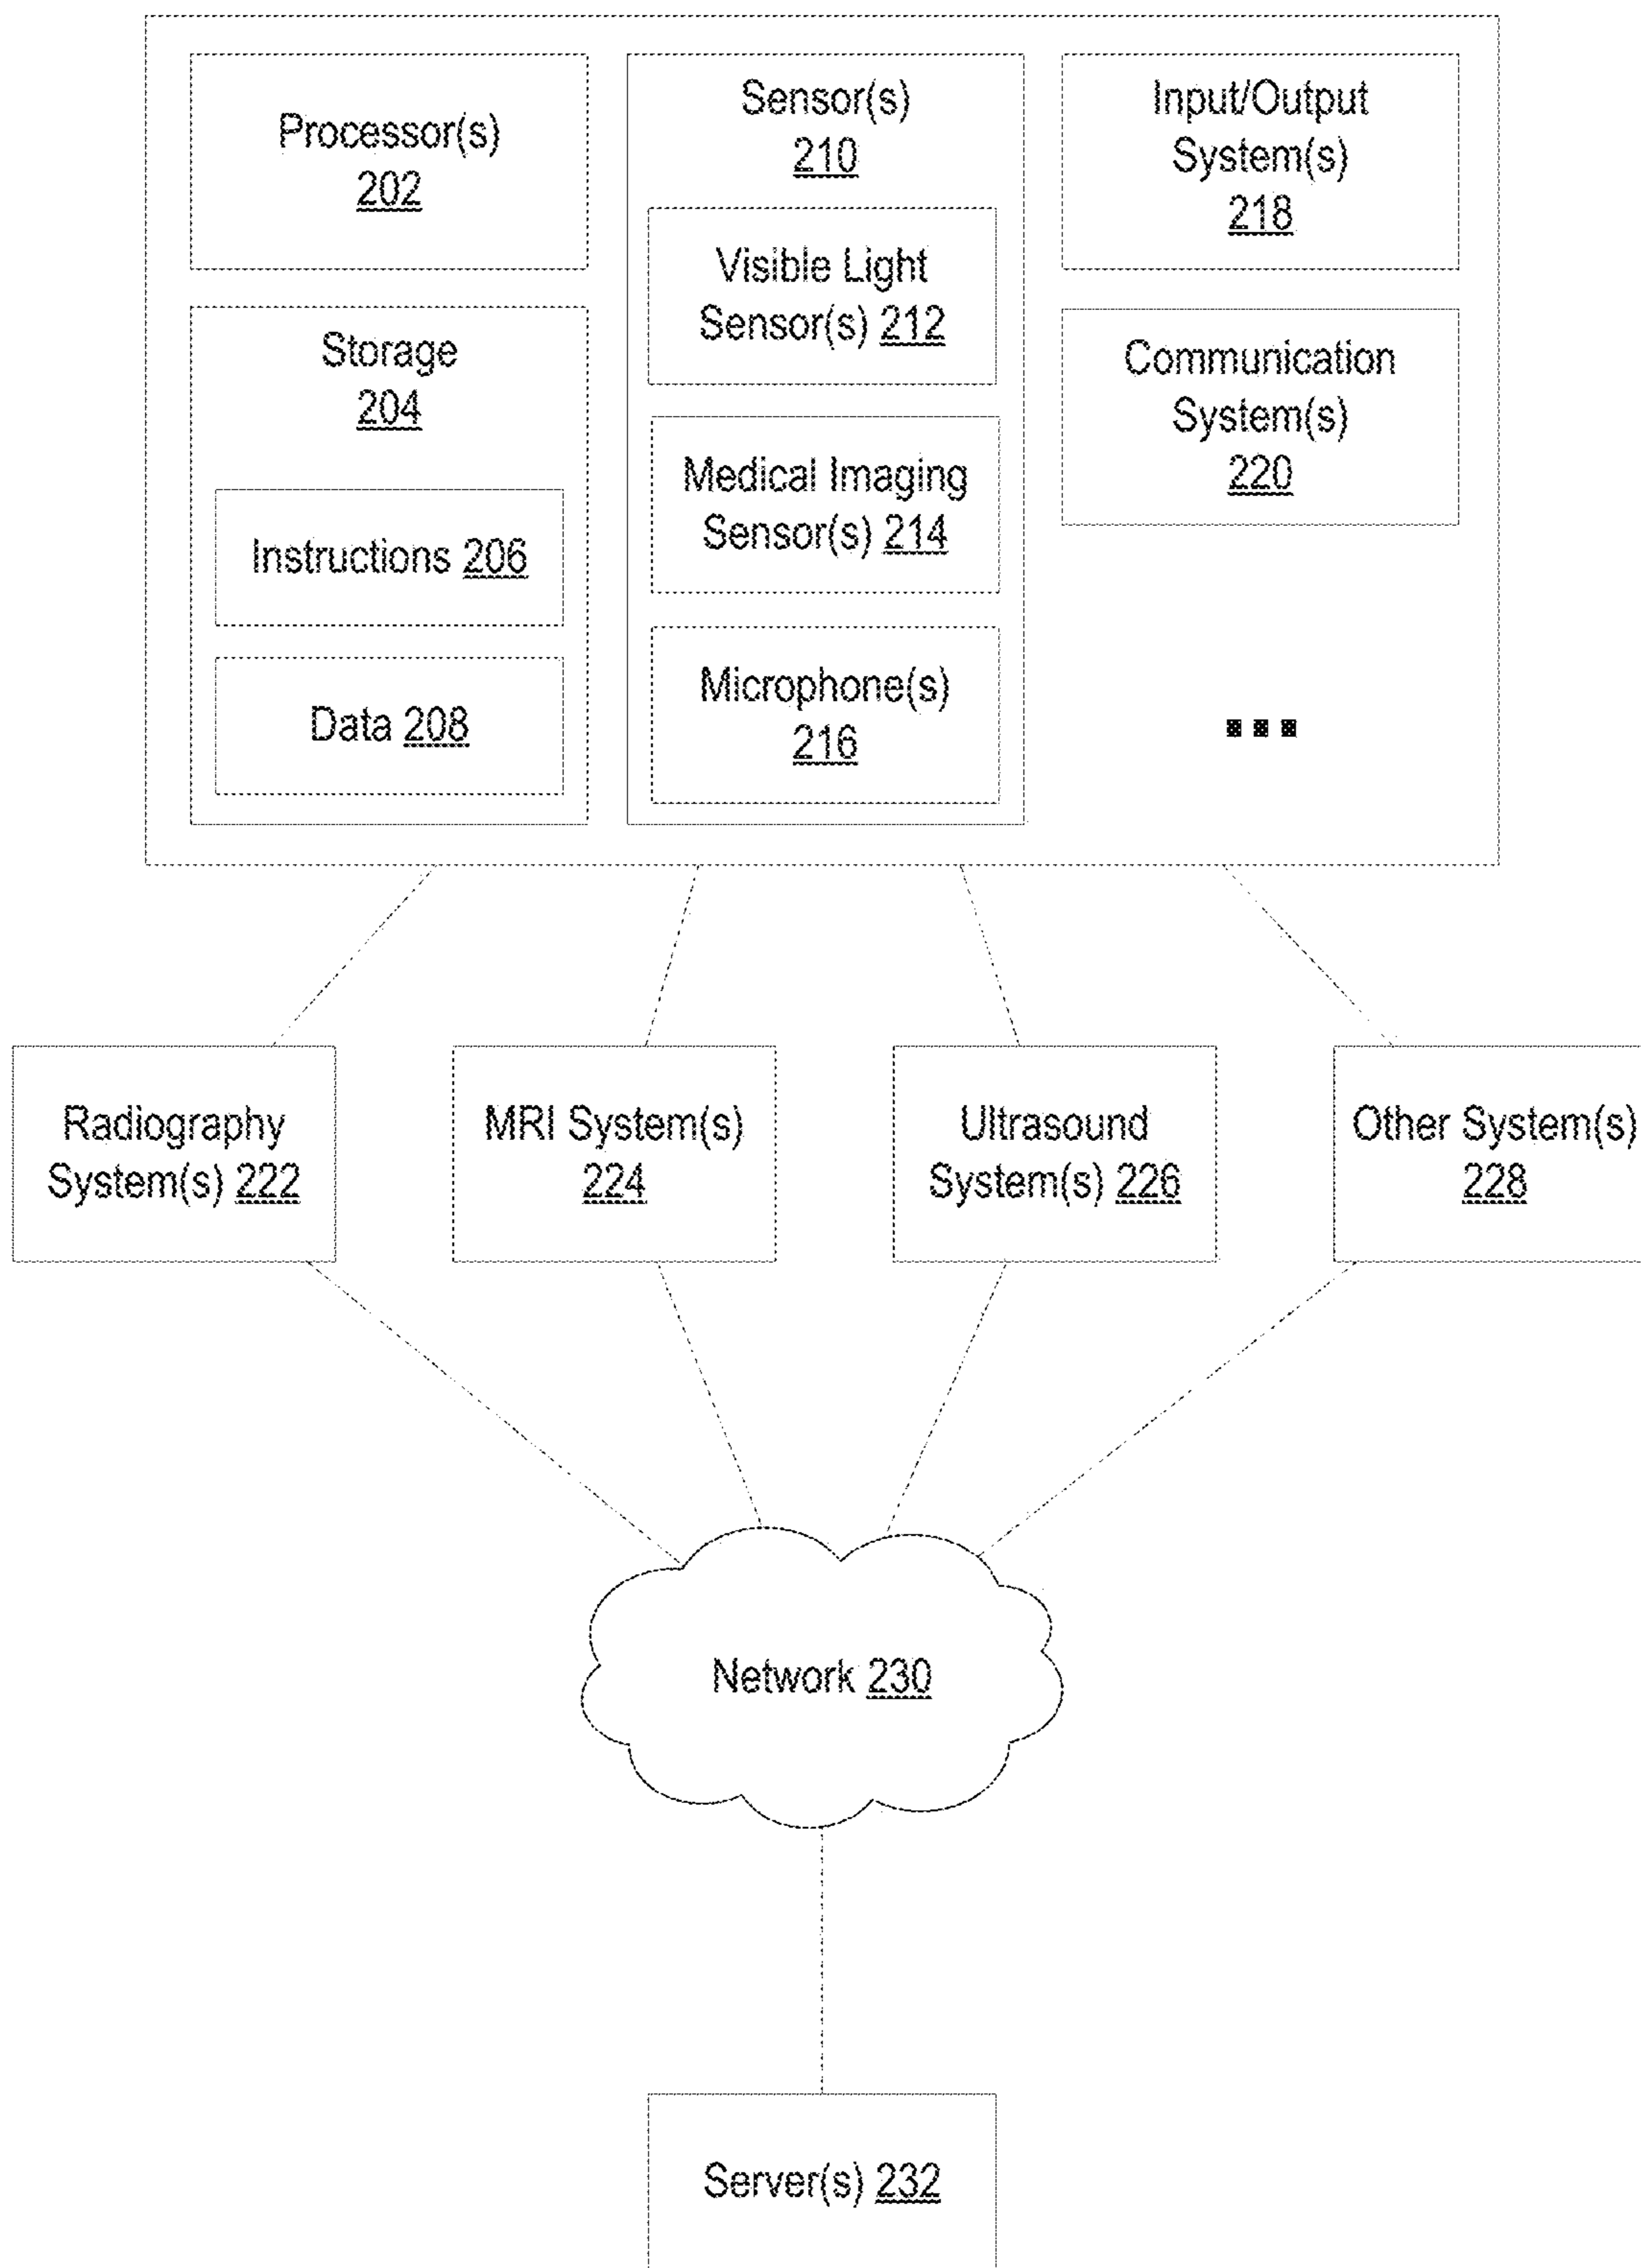 Processor(s)
202
Storage
204
Instructions 206
Data 208
Sensor(s)
210
Visible Light
Sensor(s) 212
Medical Imaging
Sensor(s) 214
Microphone(s)
216
Input/Output
System(s)
218
Communication
System(s)
220
Radiography
System(s) 222
MRI System(s)
224
Ultrasound
System(s) 226
Other System(s)
228
Network 230
Server(s) 232